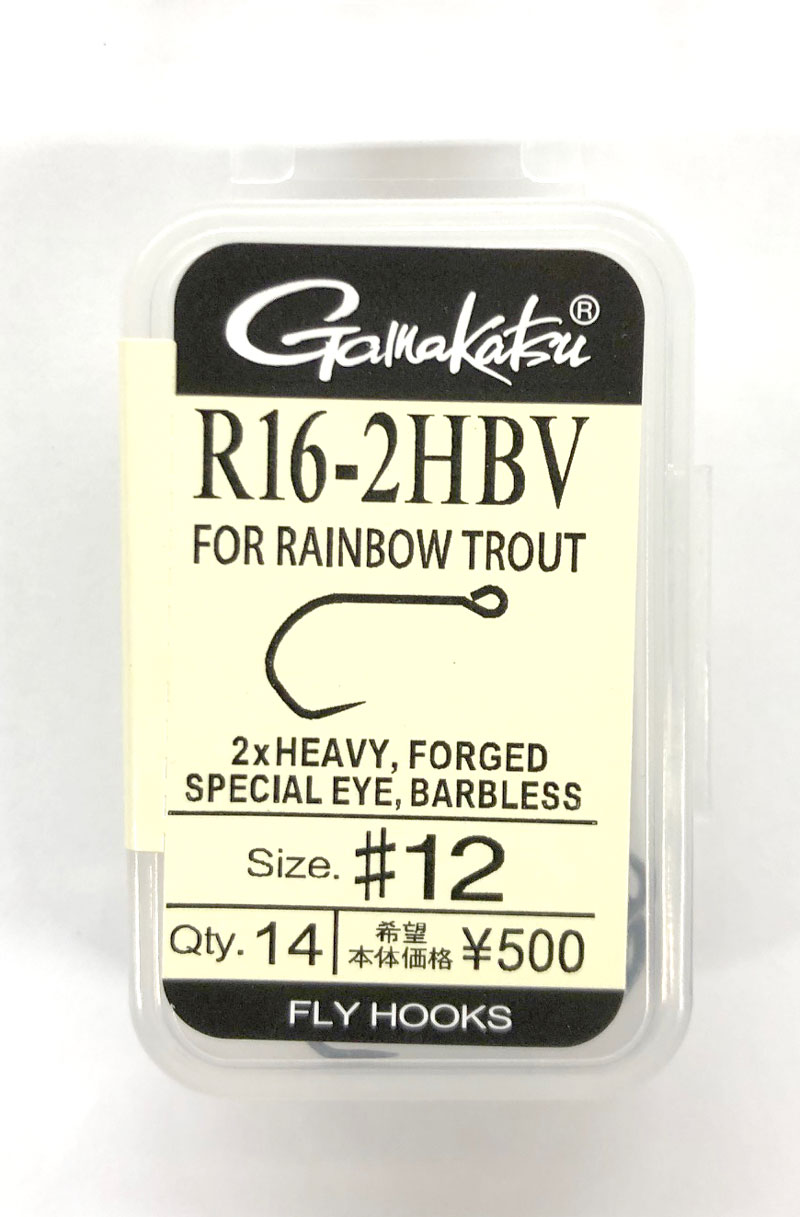 Gamakatsu®
R16-2HBV
FOR RAINBOW TROUT
2xHEAVY, FORGED
SPECIAL EYE, BARBLESS
Size. #12
Qty. 14
希望
本体価格 ¥500
FLY HOOKS